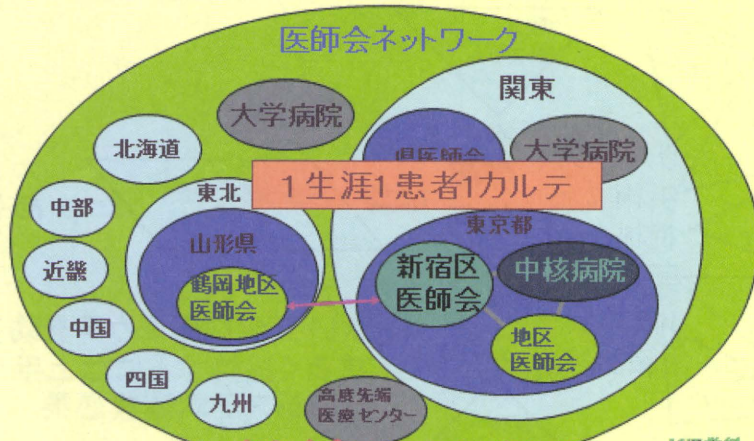 医師会ネットワーク
関東
大学病院
北海道
県医師会
大学病院
1生涯1患者1カルテ
東北
中部
東京都
山形県
近畿
新宿区
医師会
中核病院
鶴岡地区
医師会
中国
地区
医師会
四国
九州
高度先端
医療センター